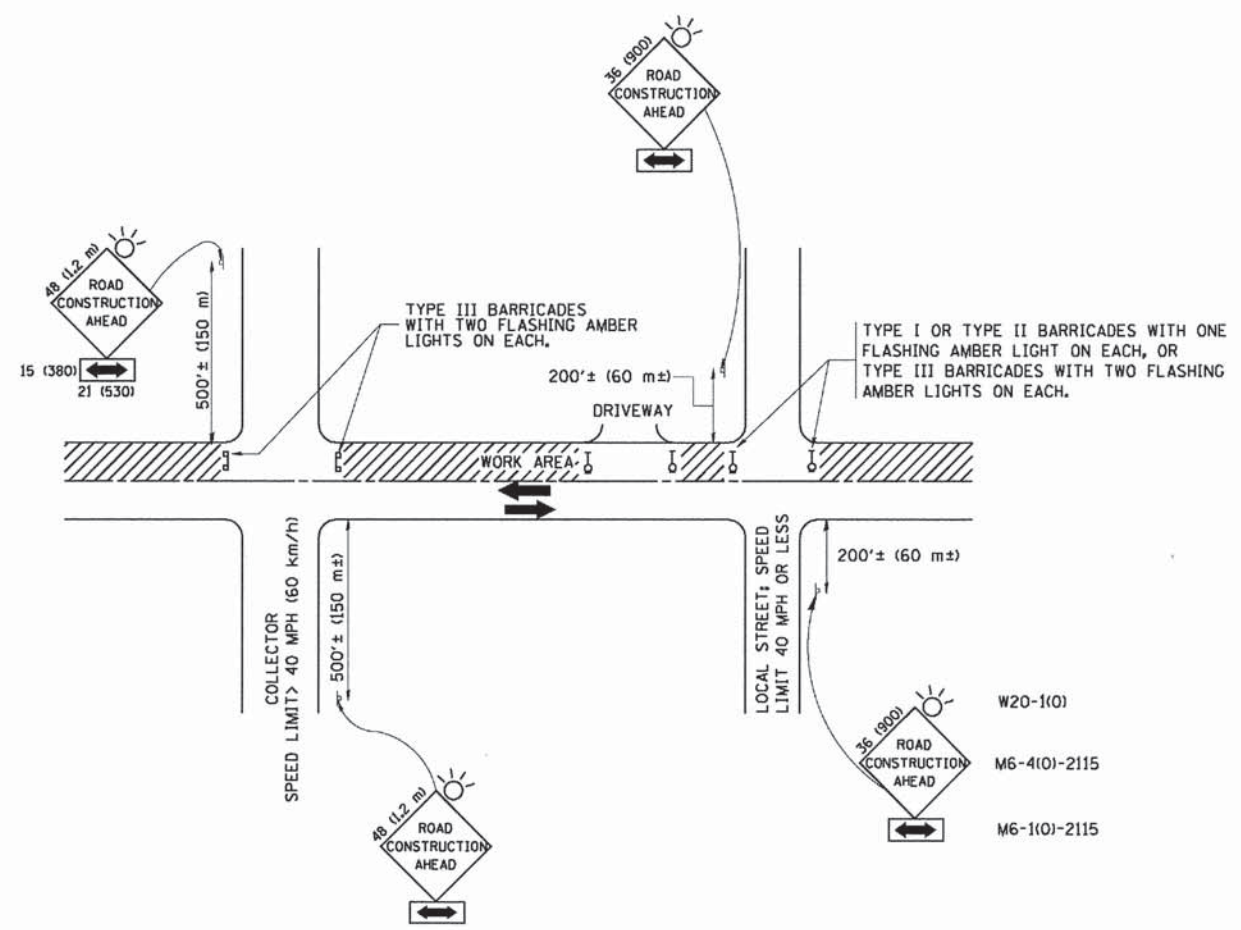 36 (900)
ROAD
CONSTRUCTION
AHEAD
48 (1.2 m)
ROAD
CONSTRUCTION
AHEAD
15 (380)
21 (530)
500'± (150 m)
TYPE III BARRICADES
WITH TWO FLASHING AMBER
LIGHTS ON EACH.
200'± (60 m±)
DRIVEWAY
TYPE I OR TYPE II BARRICADES WITH ONE
FLASHING AMBER LIGHT ON EACH, OR
TYPE III BARRICADES WITH TWO FLASHING
AMBER LIGHTS ON EACH.
WORK AREA
COLLECTOR
SPEED LIMIT> 40 MPH (60 km/h)
500'± (150 m±)
LOCAL STREET; SPEED
LIMIT 40 MPH OR LESS
200'± (60 m±)
48 (1.2 m)
ROAD
CONSTRUCTION
AHEAD
36 (900)
ROAD
CONSTRUCTION
AHEAD
W20-1(O)
M6-4(O)-2115
M6-1(O)-2115